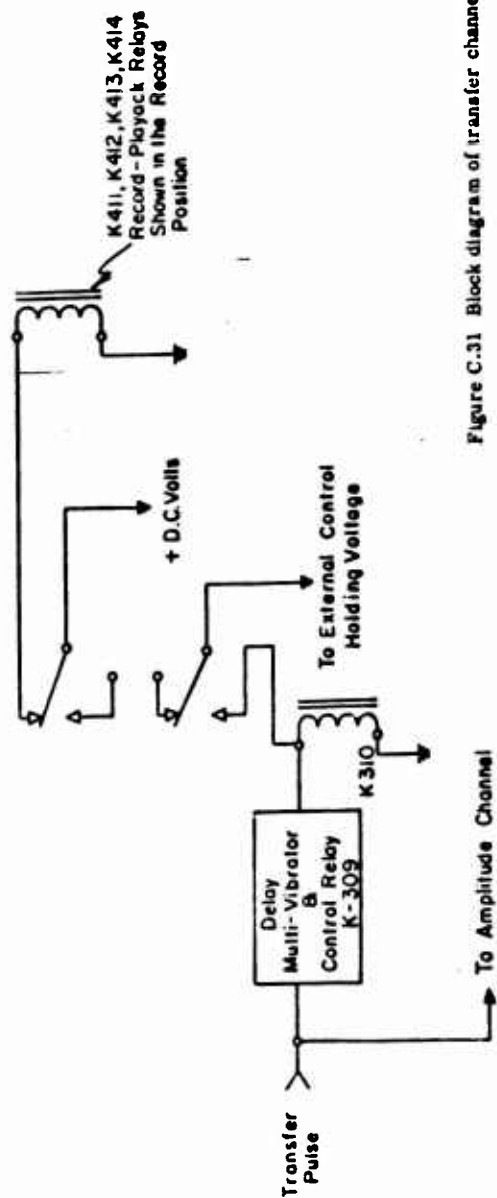 Transfer
Pulse
To Amplitude Channel
Delay
Multi-Vibrator
&
Control Relay
K-309
K310
To External Control
Holding Voltage
+ D.C. Volts
K411, K412, K413, K414
Record-Playack Relays
Shown in the Record
Position
Figure C.31 Block diagram of transfer channe